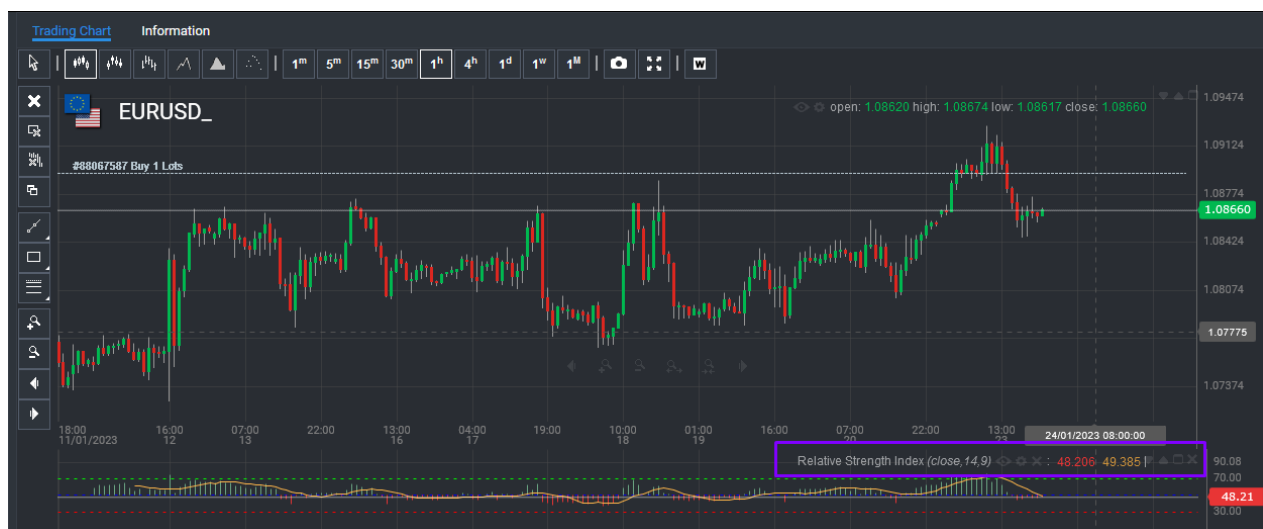 Trading Chart Information
1m 5m 15m 30m 1h 4h 1d 1w 1M W
EURUSD_
open: 1.08620 high: 1.08674 low: 1.08617 close: 1.08660
1.09474
1.09124
#88067587 Buy 1 Lots
1.08774
1.08660
1.08424
1.08074
1.07775
1.07374
18:00 16:00 07:00 22:00 13:00 04:00 19:00 10:00 01:00 16:00 07:00 22:00 13:00
11/01/2023 12 13 16 17 18 19 20 23
24/01/2023 08:00:00
Relative Strength Index (close,14,9) : 48.206 49.385
90.08
70.00
48.21
30.00